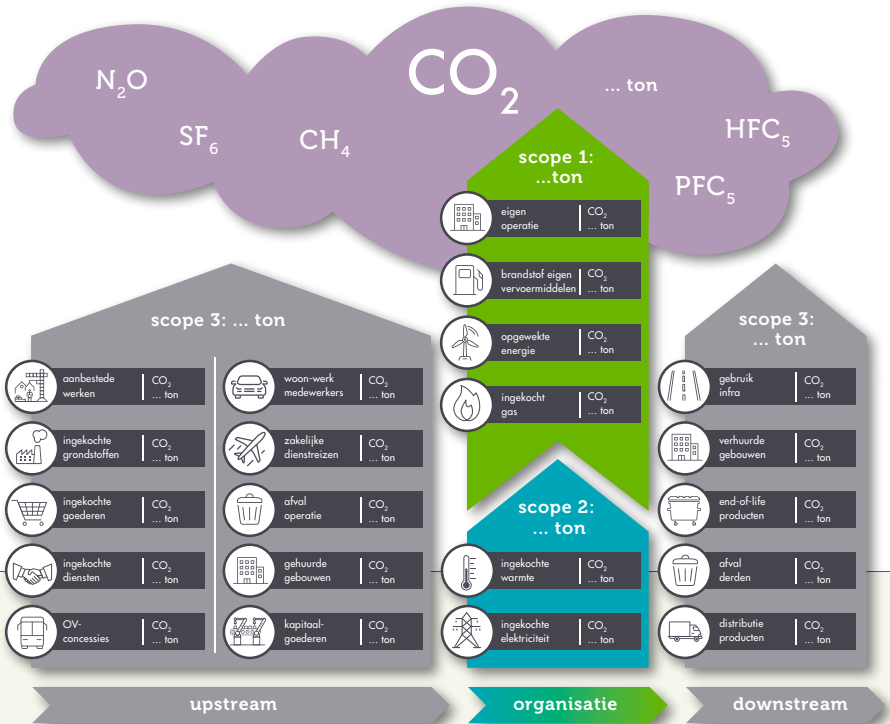 N₂O
SF₆
CH₄
CO₂
... ton
HFC₅
PFC₅
scope 1:
...ton
eigen
operatie
CO₂
... ton
brandstof eigen
vervoermiddelen
CO₂
... ton
opgewekte
energie
CO₂
... ton
ingekocht
gas
CO₂
... ton
scope 3: ... ton
aanbestede
werken
CO₂
... ton
ingekochte
grondstoffen
CO₂
... ton
ingekochte
goederen
CO₂
... ton
ingekochte
diensten
CO₂
... ton
OV-
concessies
CO₂
... ton
woon-werk
medewerkers
CO₂
... ton
zakelijke
dienstreizen
CO₂
... ton
afval
operatie
CO₂
... ton
gehuurde
gebouwen
CO₂
... ton
kapitaal-
goederen
CO₂
... ton
scope 2:
... ton
ingekochte
warmte
CO₂
... ton
ingekochte
elektriciteit
CO₂
... ton
scope 3:
... ton
gebruik
infra
CO₂
... ton
verhuurde
gebouwen
CO₂
... ton
end-of-life
producten
CO₂
... ton
afval
derden
CO₂
... ton
distributie
producten
CO₂
... ton
upstream
organisatie
downstream